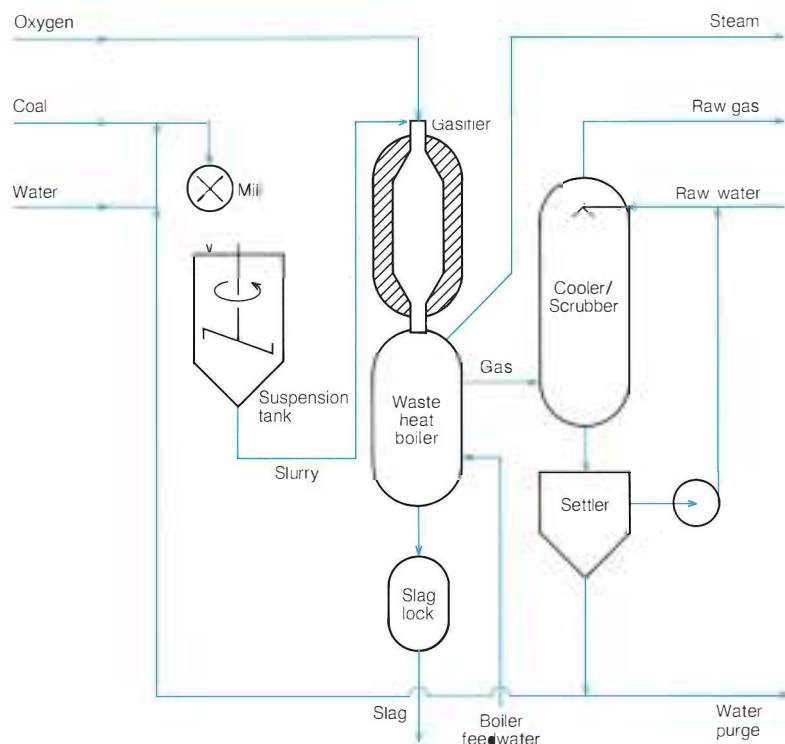 Oxygen
Steam
Coal
Gasifier
Raw gas
Water
Mill
Raw water
Cooler/
Scrubber
Gas
Suspension
tank
Waste
heat
boiler
Slurry
Settler
Slag
lock
Slag
Boiler
feedwater
Water
purge